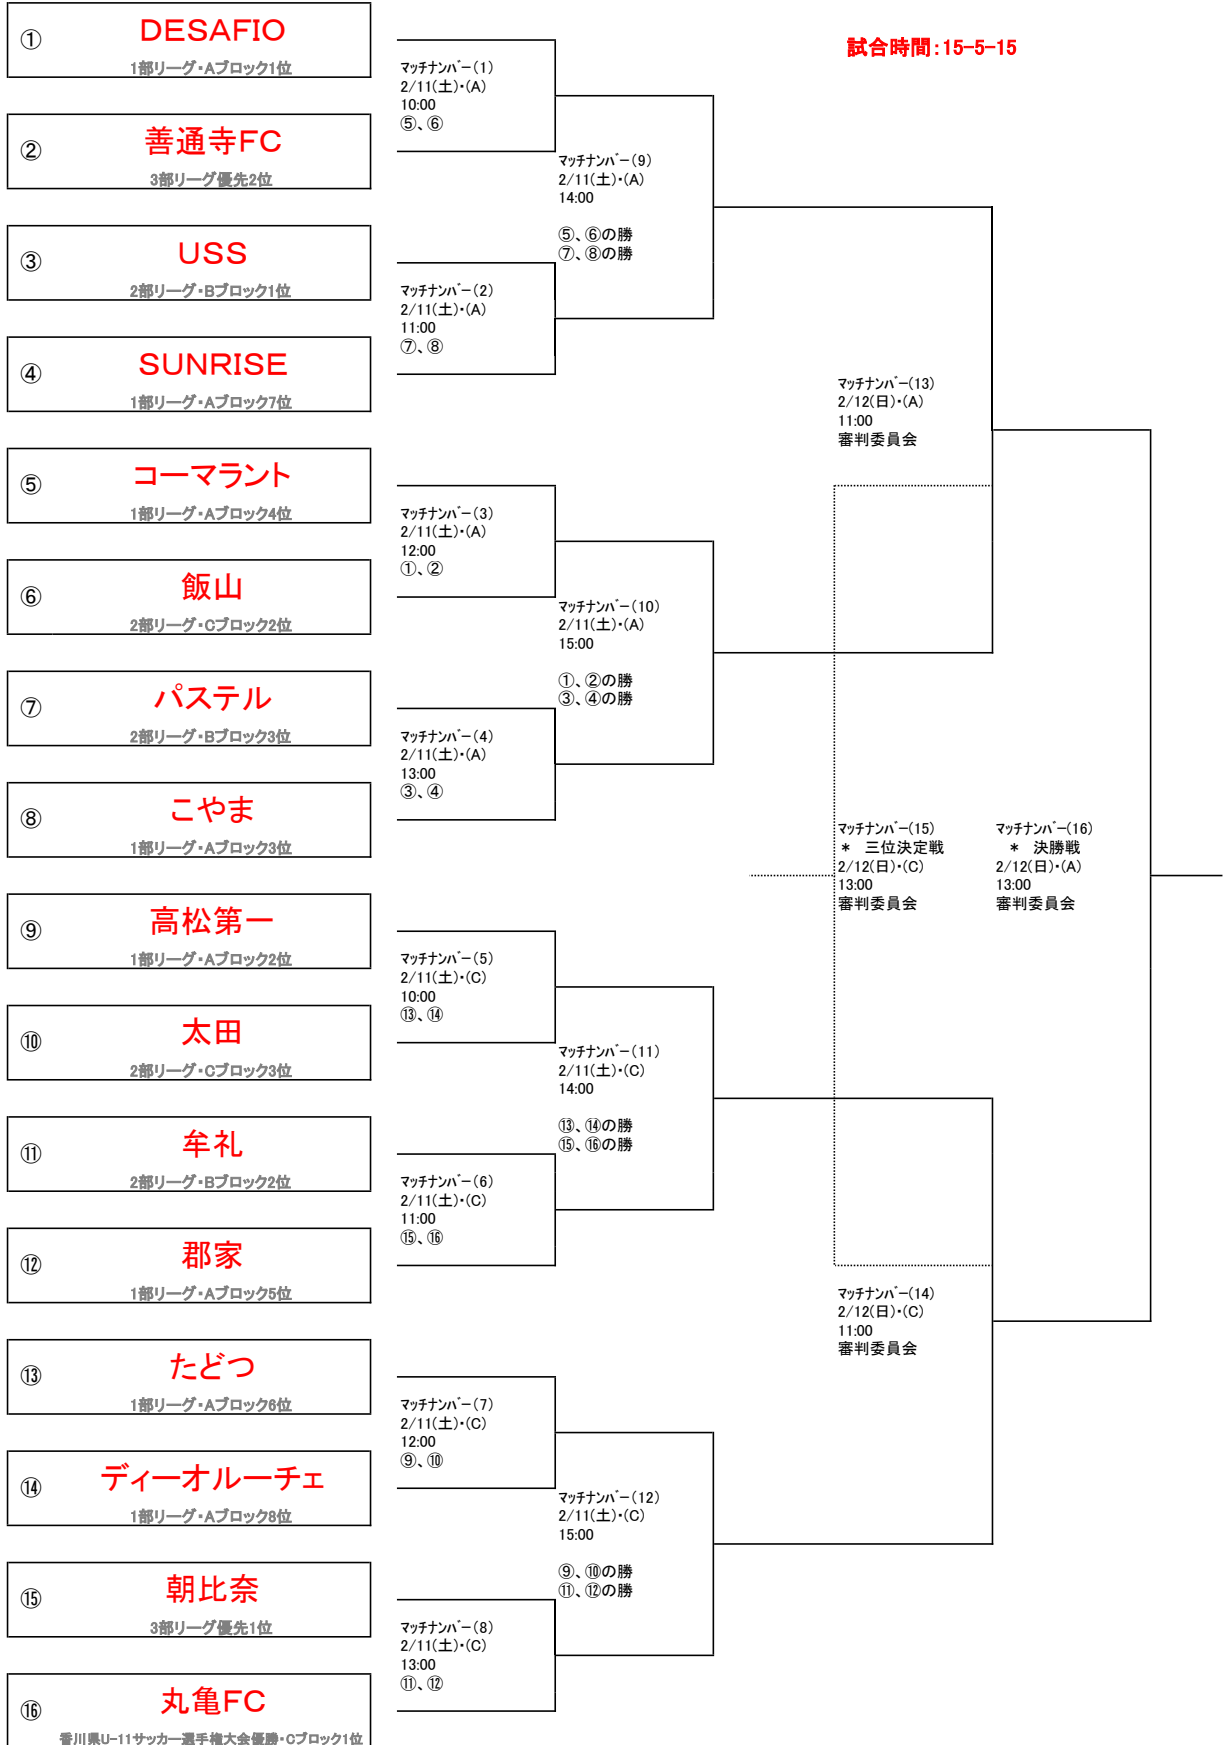 試合時間:15-5-15
① DESAFIO
1部リーグ・Aブロック1位
② 善通寺FC
3部リーグ優先2位
③ USS
2部リーグ・Bブロック1位
④ SUNRISE
1部リーグ・Aブロック7位
⑤ コーマラント
1部リーグ・Aブロック4位
⑥ 飯山
2部リーグ・Cブロック2位
⑦ パステル
2部リーグ・Bブロック3位
⑧ こやま
1部リーグ・Aブロック3位
⑨ 高松第一
1部リーグ・Aブロック2位
⑩ 太田
2部リーグ・Cブロック3位
⑪ 牟礼
2部リーグ・Bブロック2位
⑫ 郡家
1部リーグ・Aブロック5位
⑬ たどつ
1部リーグ・Aブロック6位
⑭ ディーオルーチェ
1部リーグ・Aブロック8位
⑮ 朝比奈
3部リーグ優先1位
⑯ 丸亀FC
香川県U-11サッカー選手権大会優勝・Cブロック1位
マッチナンバー(1)
2/11(土)・(A)
10:00
⑤、⑥
マッチナンバー(2)
2/11(土)・(A)
11:00
⑦、⑧
マッチナンバー(3)
2/11(土)・(A)
12:00
①、②
マッチナンバー(4)
2/11(土)・(A)
13:00
③、④
マッチナンバー(5)
2/11(土)・(C)
10:00
⑬、⑭
マッチナンバー(6)
2/11(土)・(C)
11:00
⑮、⑯
マッチナンバー(7)
2/11(土)・(C)
12:00
⑨、⑩
マッチナンバー(8)
2/11(土)・(C)
13:00
⑪、⑫
マッチナンバー(9)
2/11(土)・(A)
14:00
⑤、⑥の勝
⑦、⑧の勝
マッチナンバー(10)
2/11(土)・(A)
15:00
①、②の勝
③、④の勝
マッチナンバー(11)
2/11(土)・(C)
14:00
⑬、⑭の勝
⑮、⑯の勝
マッチナンバー(12)
2/11(土)・(C)
15:00
⑨、⑩の勝
⑪、⑫の勝
マッチナンバー(13)
2/12(日)・(A)
11:00
審判委員会
マッチナンバー(15)
* 三位決定戦
2/12(日)・(C)
13:00
審判委員会
マッチナンバー(14)
2/12(日)・(C)
11:00
審判委員会
マッチナンバー(16)
* 決勝戦
2/12(日)・(A)
13:00
審判委員会